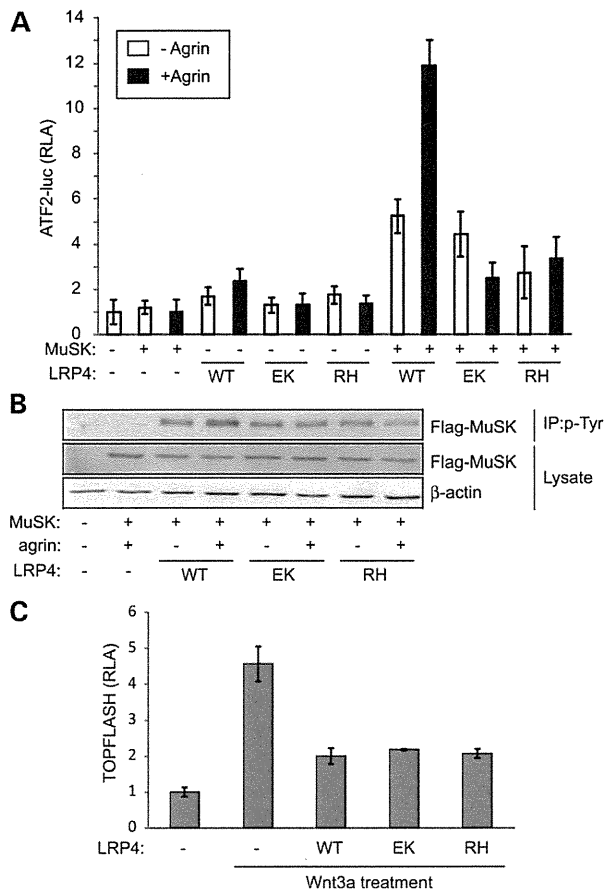 A
14
12
10
8
6
4
2
0
ATF2-luc (RLA)
- Agrin
+Agrin
MuSK: - + + - - - - - - + + + + + +
LRP4: - - - WT EK RH WT EK RH
B
Flag-MuSK IP:p-Tyr
Flag-MuSK
β-actin
Lysate
MuSK: - + + + + + + +
agrin: - + - + - + - +
LRP4: - - WT EK RH
C
6
5
4
3
2
1
0
TOPFLASH (RLA)
LRP4: - - WT EK RH
Wnt3a treatment